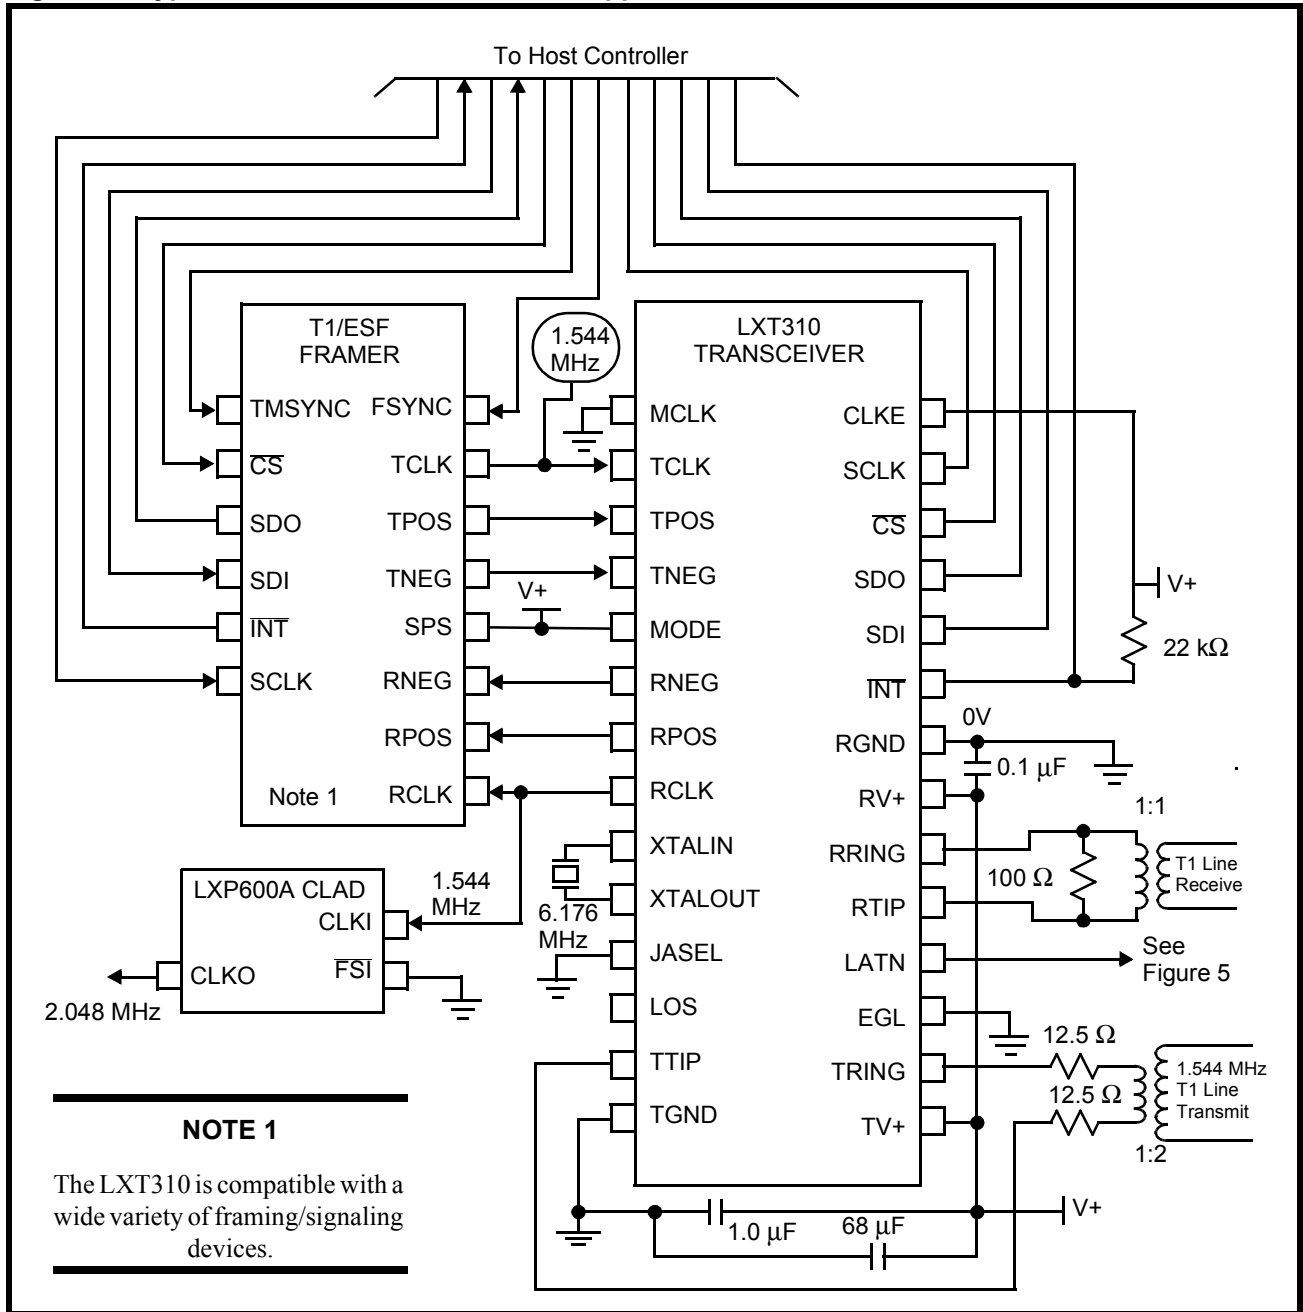 To Host Controller
T1/ESF
FRAMER
TMSYNC
FSYNC
CS
TCLK
SDO
TPOS
SDI
TNEG
INT
SPS
SCLK
RNEG
RPOS
Note 1
RCLK
1.544
MHz
V+
LXT310
TRANSCEIVER
MCLK
CLKE
TCLK
SCLK
TPOS
CS
TNEG
SDO
MODE
SDI
RNEG
INT
RPOS
RGND
RCLK
RV+
XTALIN
RRING
XTALOUT
RTIP
JASEL
LATN
LOS
EGL
TTIP
TRING
TGND
TV+
V+
22 kΩ
0V
0.1 μF
1:1
100 Ω
T1 Line
Receive
See
Figure 5
12.5 Ω
12.5 Ω
1.544 MHz
T1 Line
Transmit
1:2
LXP600A CLAD
CLKI
CLKO
FSI
1.544
MHz
2.048 MHz
6.176
MHz
V+
1.0 μF
68 μF
NOTE 1
The LXT310 is compatible with a
wide variety of framing/signaling
devices.